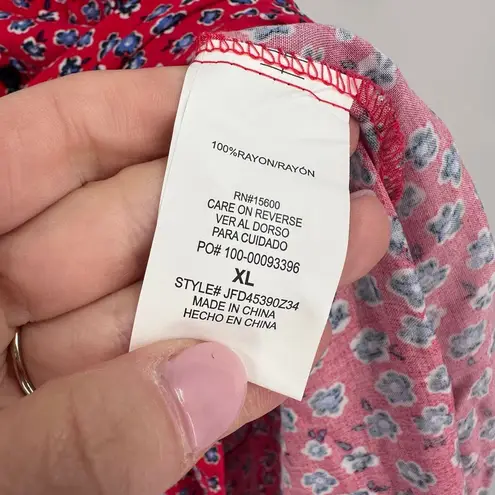 100%RAYON/RAYÓN
RN#15600
CARE ON REVERSE
VER AL DORSO
PARA CUIDADO
PO# 100-00093396
XL
STYLE# JFD45390Z34
MADE IN CHINA
HECHO EN CHINA